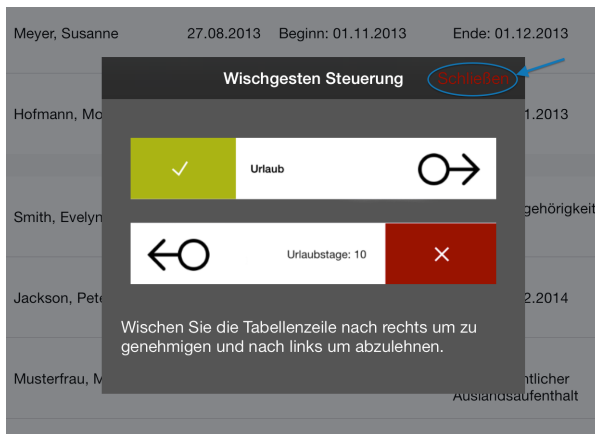 Meyer, Susanne 27.08.2013 Beginn: 01.11.2013 Ende: 01.12.2013
Wischgesten Steuerung Schließen
Hofmann, Mo 1.2013
Urlaub
Smith, Evelyn gehörigkeit
Urlaubstage: 10
Jackson, Pete 2.2014
Wischen Sie die Tabellenzeile nach rechts um zu
genehmigen und nach links um abzulehnen.
Musterfrau, M ntlicher
Auslandsaufenthalt